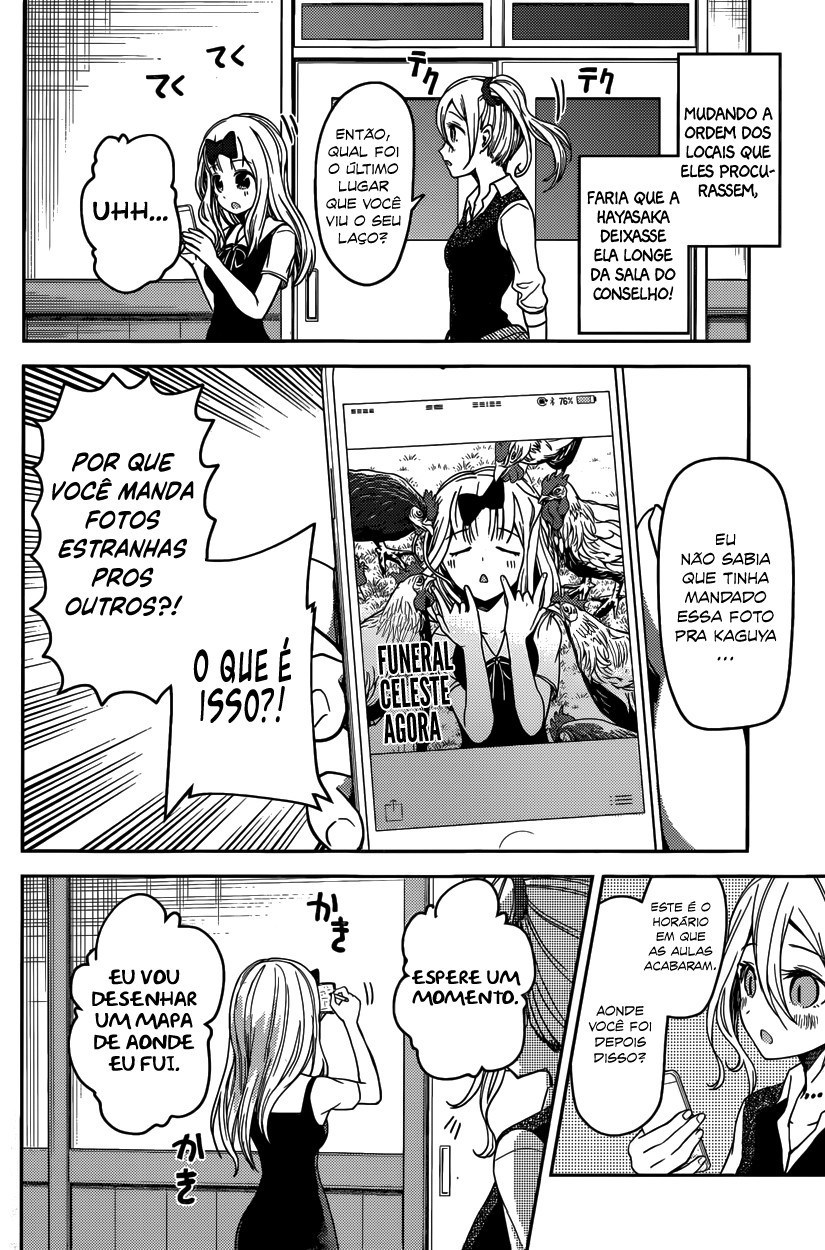 MUDANDO A
ORDEM DOS
LOCAIS QUE
ELES PROCU-
RASSEM,
FARIA QUE A
HAYASAKA
DEIXASSE
ELA LONGE
DA SALA DO
CONSELHO!
テク
テク
ENTÃO,
QUAL FOI
O ÚLTIMO
LUGAR
QUE VOCÊ
VIU O SEU
LAÇO?
てく
てく
UHH...
EU
NÃO SABIA
QUE TINHA
MANDADO
ESSA FOTO
PRA KAGUYA
...
76%
FUNERAL
CELESTE
AGORA
O QUE É
ISSO?!
POR QUE
VOCÊ MANDA
FOTOS
ESTRANHAS
PROS
OUTROS?!
ESTE É O
HORÁRIO
EM QUE
AS AULAS
ACABARAM.
AONDE
VOCÊ FOI
DEPOIS
DISSO?
ESPERE UM
MOMENTO.
かき
EU VOU
DESENHAR
UM MAPA
DE AONDE
EU FUI.
かき